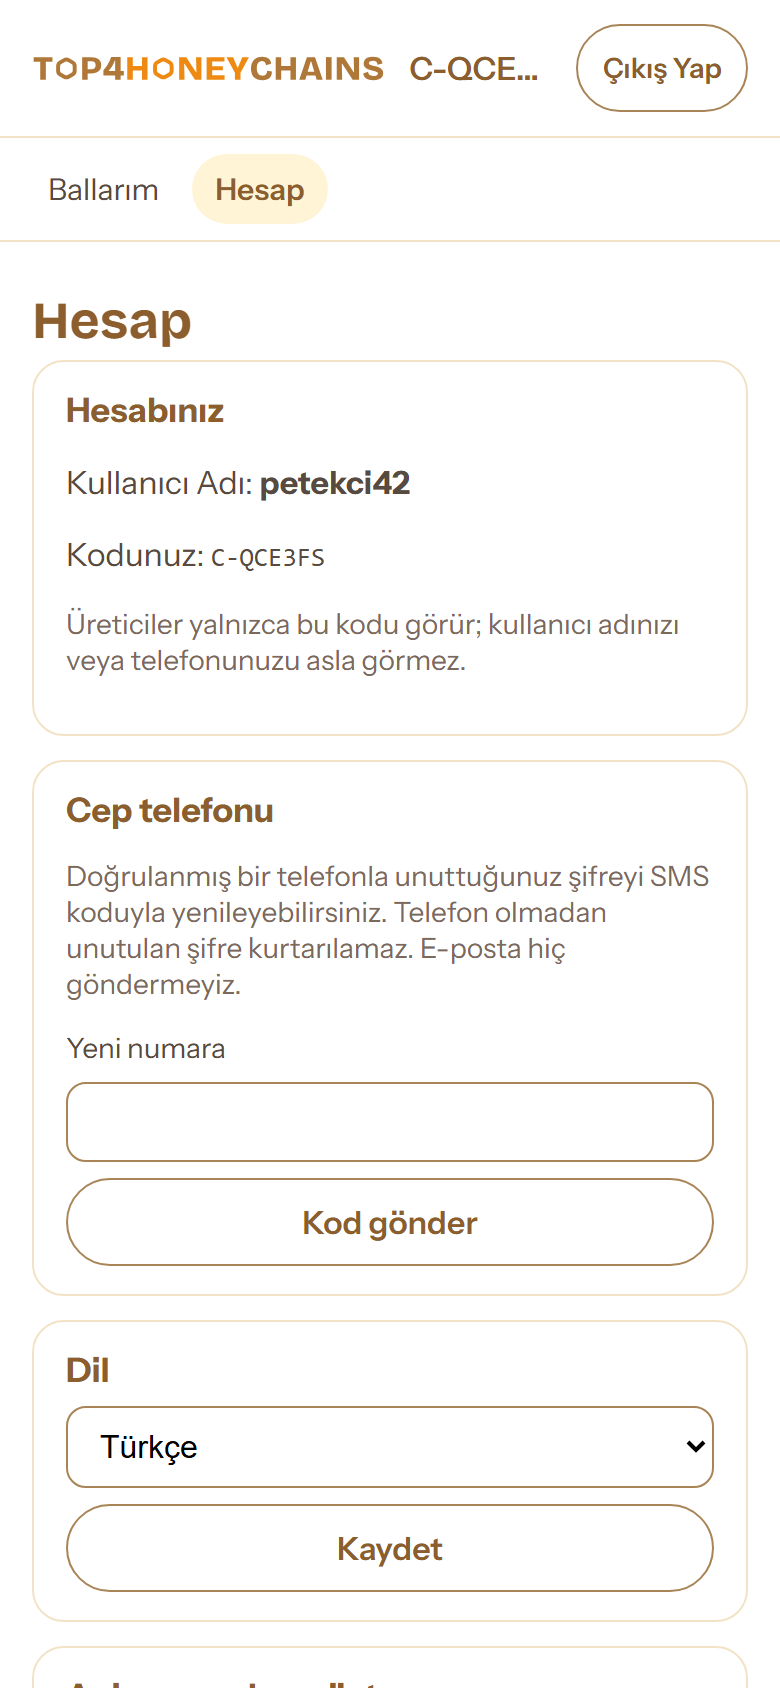 TOP4HONEYCHAINS C-QCE... Çıkış Yap
Ballarım Hesap
Hesap
Hesabınız
Kullanıcı Adı: petekci42
Kodunuz: C-QCE3FS
Üreticiler yalnızca bu kodu görür; kullanıcı adınızı
veya telefonunuzu asla görmez.
Cep telefonu
Doğrulanmış bir telefonla unuttuğunuz şifreyi SMS
koduyla yenileyebilirsiniz. Telefon olmadan
unutulan şifre kurtarılamaz. E-posta hiç
göndermeyiz.
Yeni numara
Kod gönder
Dil
Türkçe
Kaydet